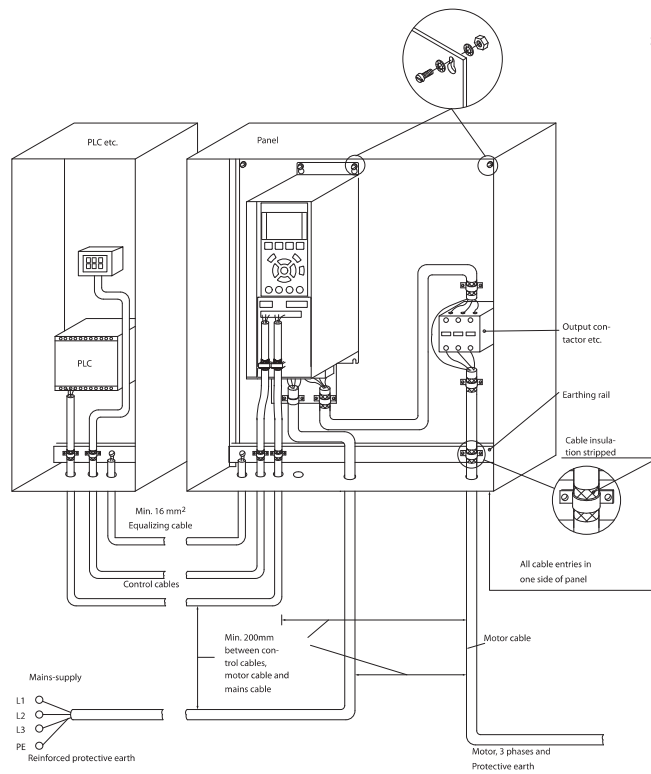 PLC etc.
Panel
PLC
Output con-
tactor etc.
Earthing rail
Cable insula-
tion stripped
Min. 16 mm2
Equalizing cable
All cable entries in
one side of panel
Control cables
Min. 200mm
between con-
trol cables,
motor cable and
mains cable
Motor cable
Mains-supply
L1
L2
L3
PE
Reinforced protective earth
Motor, 3 phases and
Protective earth